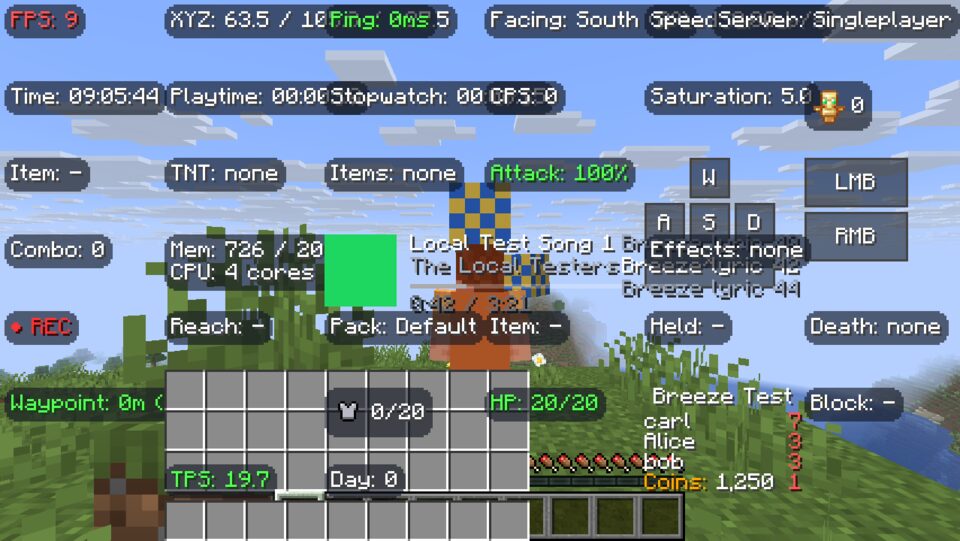 FPS: 9
XYZ: 63.5 / 10
Ping: 0ms
5
Facing: South
Speed
Server: Singleplayer
Time: 09:05:44
Playtime: 00:00
Stopwatch: 00
CPS: 0
Saturation: 5.0
0
Item: -
TNT: none
Items: none
Attack: 100%
W
LMB
A S D
RMB
Combo: 0
Mem: 726 / 20
CPU: 4 cores
Local Test Song 1
The Local Testers
0:42 / 3:21
Effects: none
Breeze lyric 42
Breeze lyric 44
REC
Reach: -
Pack: Default
Item: -
Held: -
Death: none
Waypoint: 0m (
0/20
HP: 20/20
Breeze Test
Block: -
carl 7
Alice 3
bob 3
Coins: 1,250 1
TPS: 19.7
Day: 0